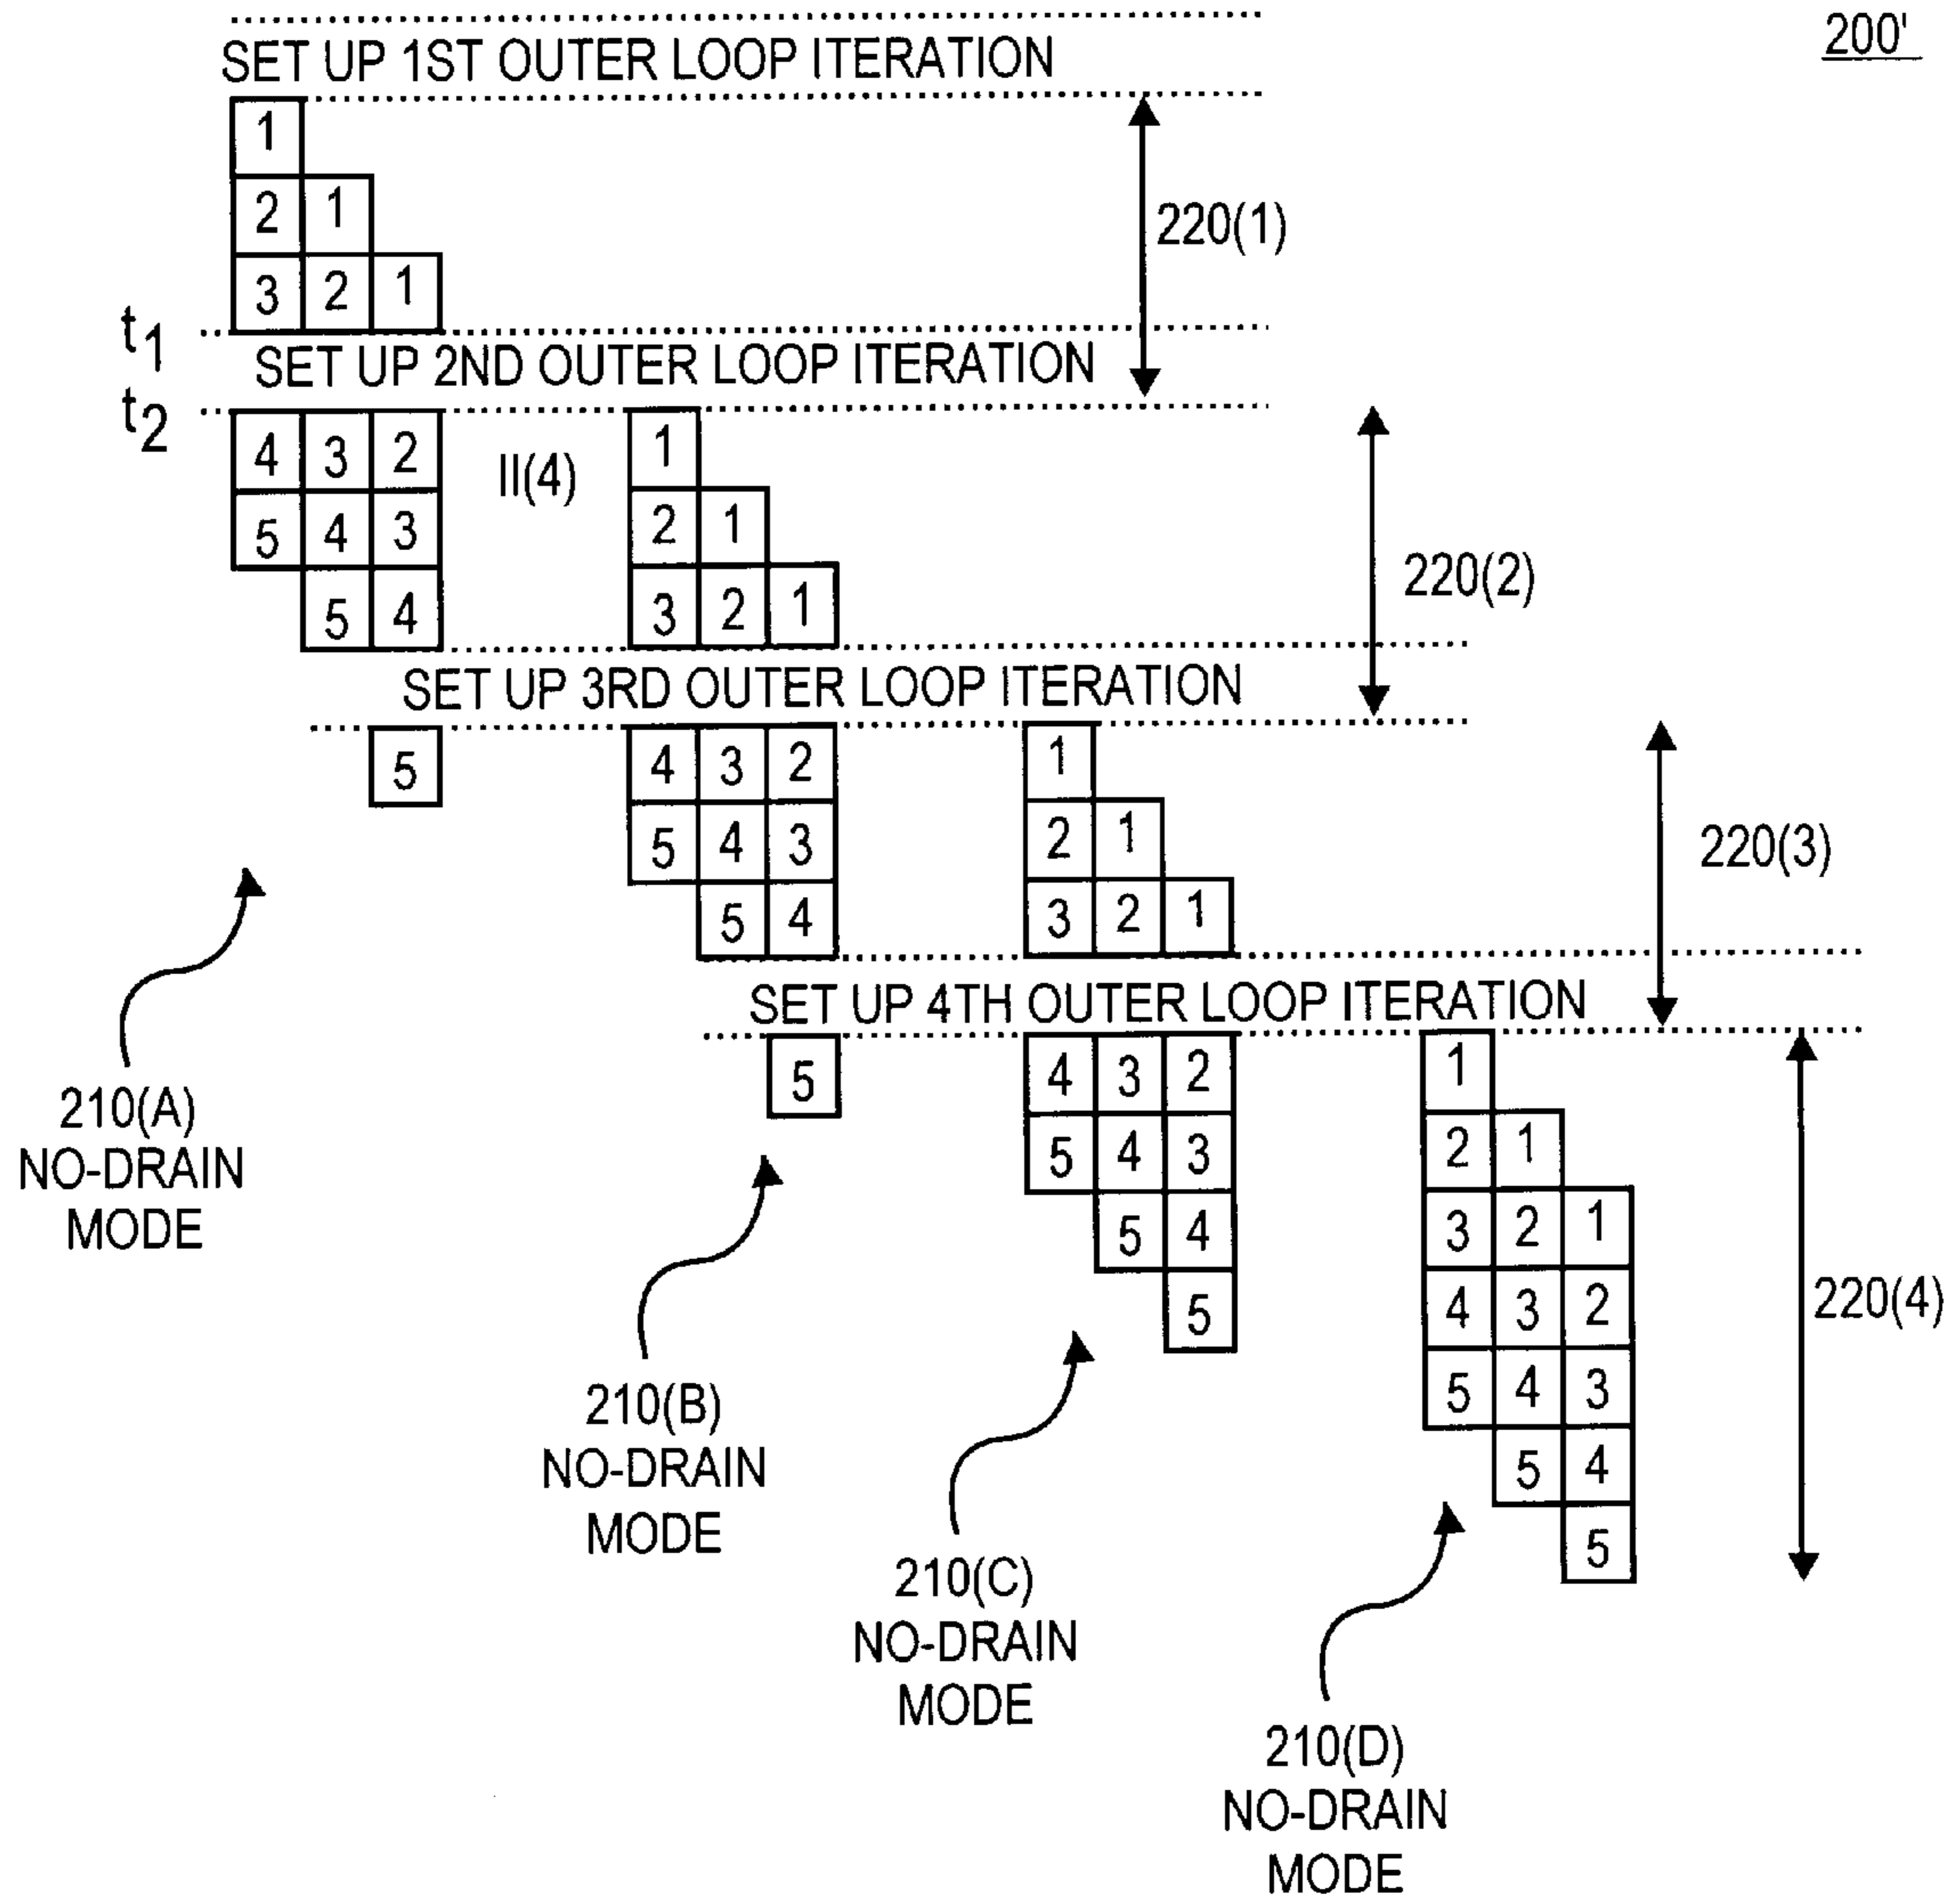 200'
SET UP 1ST OUTER LOOP ITERATION
1
2 1
220(1)
3 2 1
t1
SET UP 2ND OUTER LOOP ITERATION
t2
4 3 2 II(4) 1
5 4 3 2 1
220(2)
5 4 3 2 1
SET UP 3RD OUTER LOOP ITERATION
5 4 3 2 1
5 4 3 2 1
220(3)
5 4 3 2 1
SET UP 4TH OUTER LOOP ITERATION
5 4 3 2 1
5 4 3 2 1
5 4 3 2 1
5 4 3 2
220(4)
5 4 3
5 4
5
210(A)
NO-DRAIN
MODE
210(B)
NO-DRAIN
MODE
210(C)
NO-DRAIN
MODE
210(D)
NO-DRAIN
MODE